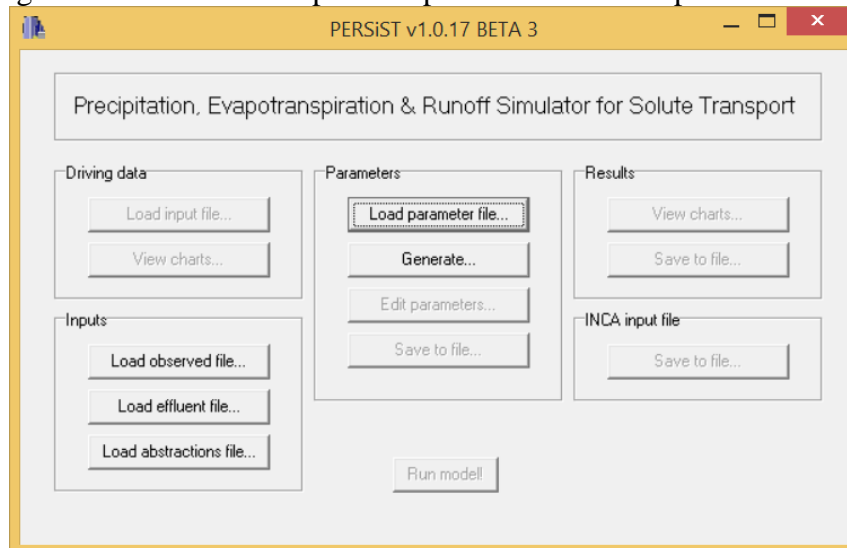 PERSiST v1.0.17 BETA 3
Precipitation, Evapotranspiration & Runoff Simulator for Solute Transport
Driving data
Load input file...
View charts...
Inputs
Load observed file...
Load effluent file...
Load abstractions file...
Parameters
Load parameter file...
Generate...
Edit parameters...
Save to file...
Run model!
Results
View charts...
Save to file...
INCA input file
Save to file...